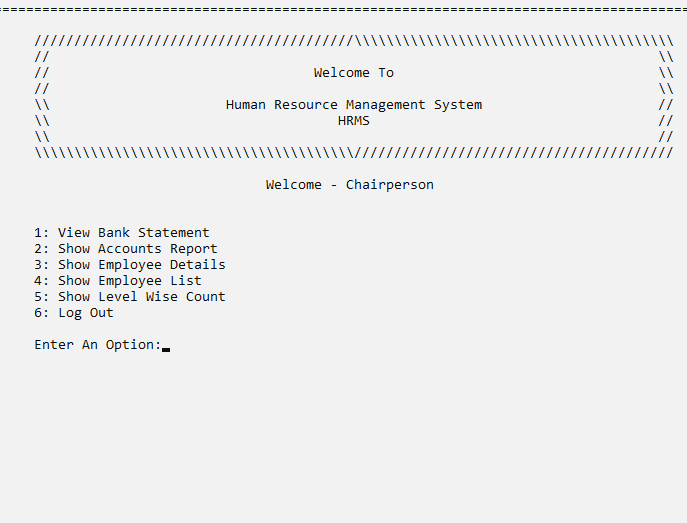 Welcome To
Human Resource Management System
HRMS
Welcome - Chairperson
1: View Bank Statement
2: Show Accounts Report
3: Show Employee Details
4: Show Employee List
5: Show Level Wise Count
6: Log Out
Enter An Option: